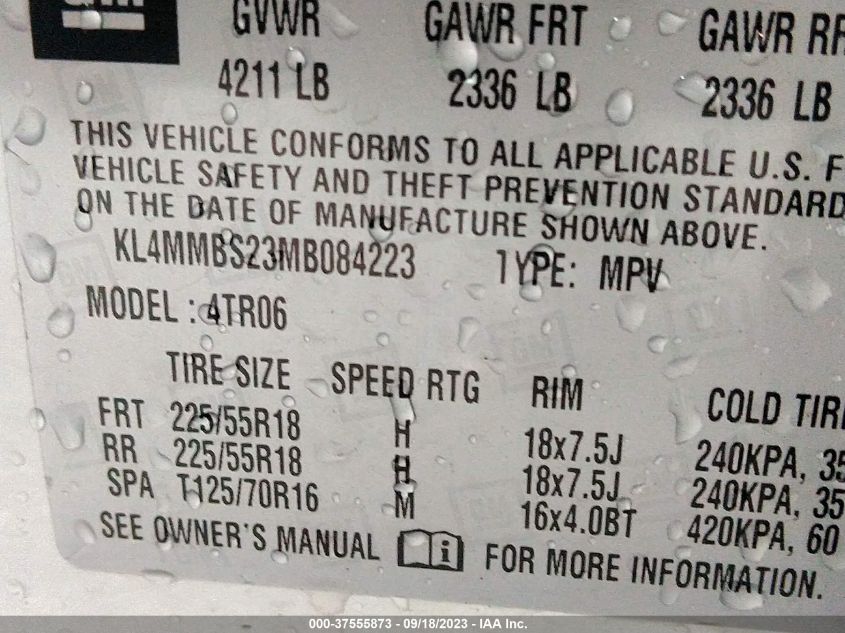 GM
GVWR GAWR FRT GAWR RR
4211 LB 2336 LB 2336 LB
THIS VEHICLE CONFORMS TO ALL APPLICABLE U.S. F
VEHICLE SAFETY AND THEFT PREVENTION STANDARD
ON THE DATE OF MANUFACTURE SHOWN ABOVE.
KL4MMBS23MB084223 TYPE: MPV
MODEL : 4TR06
TIRE SIZE SPEED RTG RIM COLD TIRE
FRT 225/55R18 H 18x7.5J 240KPA, 35
RR 225/55R18 H 18x7.5J 240KPA, 35
SPA T125/70R16 M 16x4.0BT 420KPA, 60
SEE OWNER'S MANUAL i FOR MORE INFORMATION.
000-37555873 - 09/18/2023 - IAA Inc.